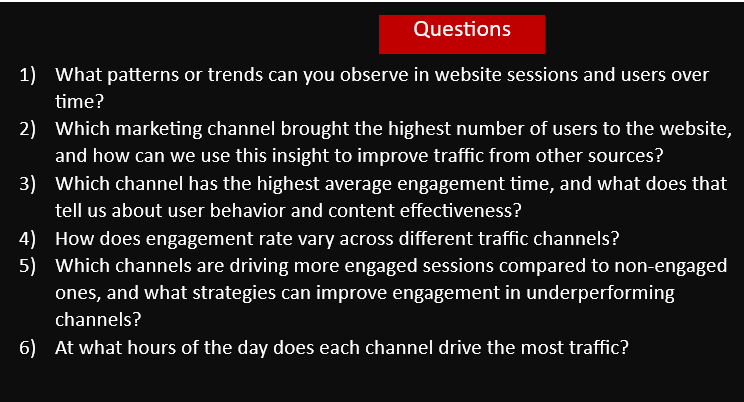 Questions
1) What patterns or trends can you observe in website sessions and users over
time?
2) Which marketing channel brought the highest number of users to the website,
and how can we use this insight to improve traffic from other sources?
3) Which channel has the highest average engagement time, and what does that
tell us about user behavior and content effectiveness?
4) How does engagement rate vary across different traffic channels?
5) Which channels are driving more engaged sessions compared to non-engaged
ones, and what strategies can improve engagement in underperforming
channels?
6) At what hours of the day does each channel drive the most traffic?